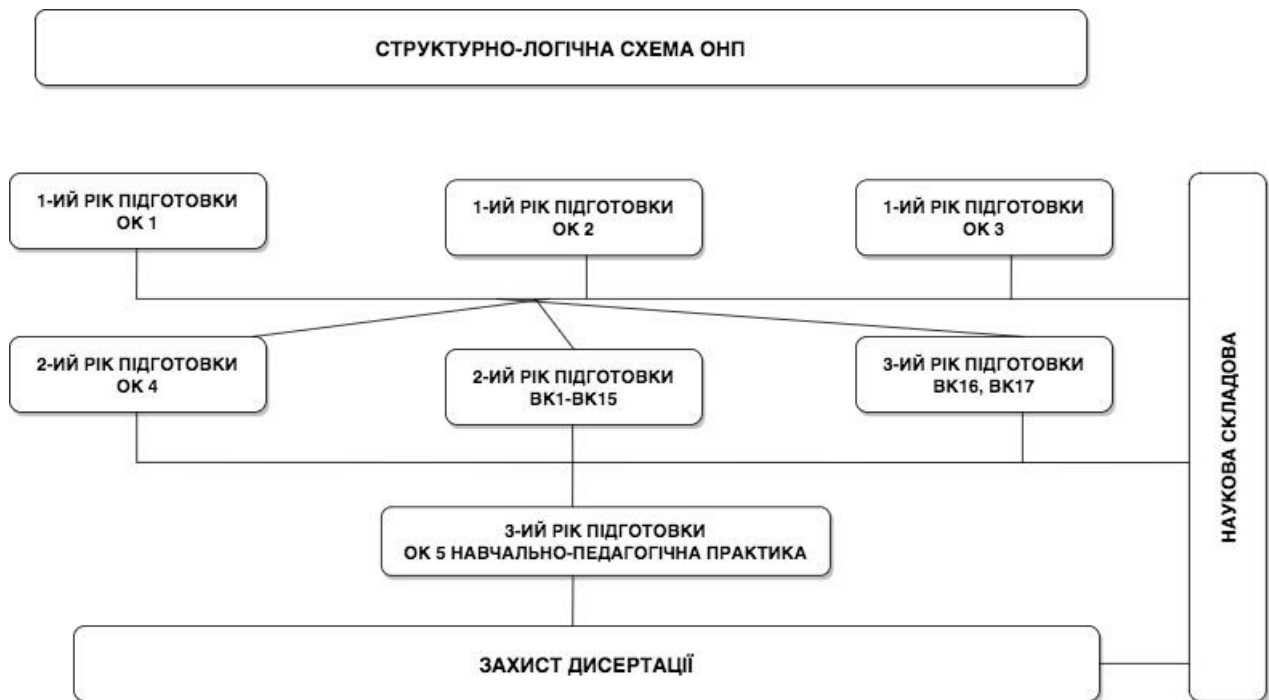 СТРУКТУРНО-ЛОГІЧНА СХЕМА ОНП
1-ИЙ РІК ПІДГОТОВКИ
ОК 1
1-ИЙ РІК ПІДГОТОВКИ
ОК 2
1-ИЙ РІК ПІДГОТОВКИ
ОК 3
2-ИЙ РІК ПІДГОТОВКИ
ОК 4
2-ИЙ РІК ПІДГОТОВКИ
ВК1-ВК15
3-ИЙ РІК ПІДГОТОВКИ
ВК16, ВК17
НАУКОВА СКЛАДОВА
3-ИЙ РІК ПІДГОТОВКИ
ОК 5 НАВЧАЛЬНО-ПЕДАГОГІЧНА ПРАКТИКА
ЗАХИСТ ДИСЕРТАЦІЇ